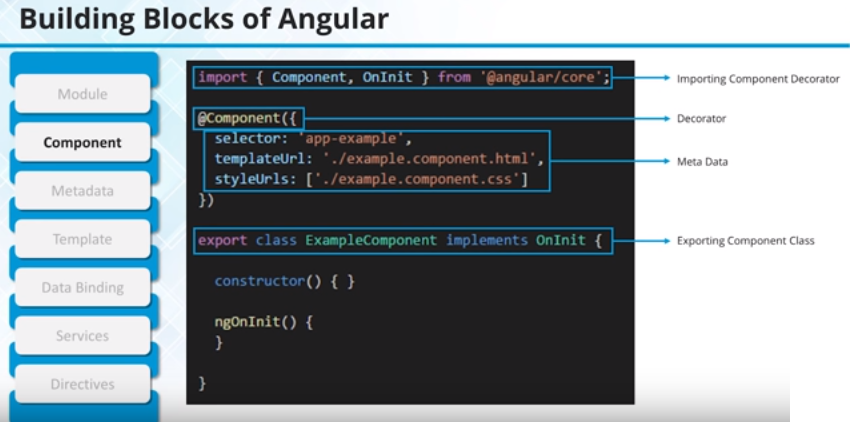 Building Blocks of Angular
Module
Component
Metadata
Template
Data Binding
Services
Directives
import { Component, OnInit } from '@angular/core';
@Component({
selector: 'app-example',
templateUrl: './example.component.html',
styleUrls: ['./example.component.css']
})
export class ExampleComponent implements OnInit {
constructor() { }
ngOnInit() {
}
}
Importing Component Decorator
Decorator
Meta Data
Exporting Component Class